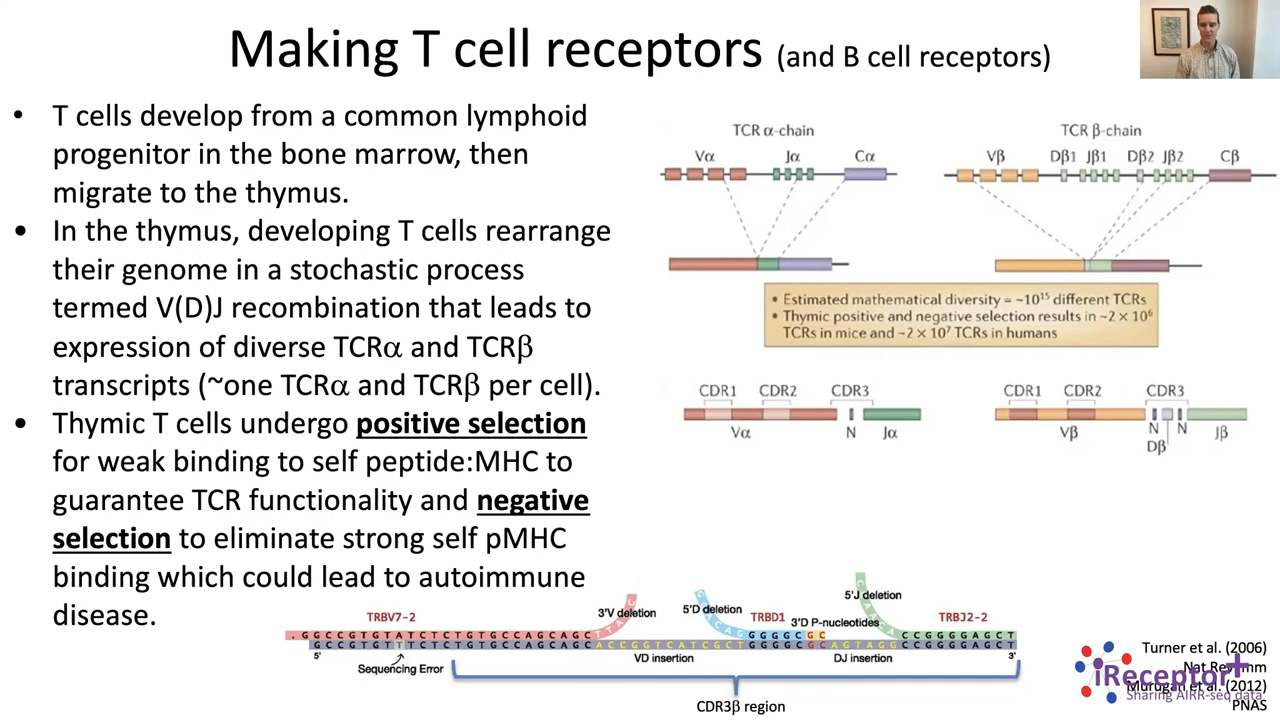 Making T cell receptors (and B cell receptors)
• T cells develop from a common lymphoid
progenitor in the bone marrow, then
migrate to the thymus.
• In the thymus, developing T cells rearrange
their genome in a stochastic process
termed V(D)J recombination that leads to
expression of diverse TCRα and TCRβ
transcripts (~one TCRα and TCRβ per cell).
• Thymic T cells undergo positive selection
for weak binding to self peptide:MHC to
guarantee TCR functionality and negative
selection to eliminate strong self pMHC
binding which could lead to autoimmune
disease.
TCR α-chain
Vα Jα Cα
TCR β-chain
Vβ Dβ1 Jβ1 Dβ2 Jβ2 Cβ
• Estimated mathematical diversity = ~10¹⁵ different TCRs
• Thymic positive and negative selection results in ~2 × 10⁶
TCRs in mice and ~2 × 10⁷ TCRs in humans
CDR1 CDR2 CDR3
Vα N Jα
CDR1 CDR2 CDR3
Vβ N Dβ N Jβ
TRBV7-2 3'V deletion 5'D deletion TRBD1 3'D P-nucleotides 5'J deletion TRBJ2-2
5' 3'
Sequencing Error
VD insertion DJ insertion
CDR3β region
Turner et al. (2006)
Nat Rev Imm
Murugan et al. (2012)
PNAS
iReceptor+
Sharing AIRR-seq data